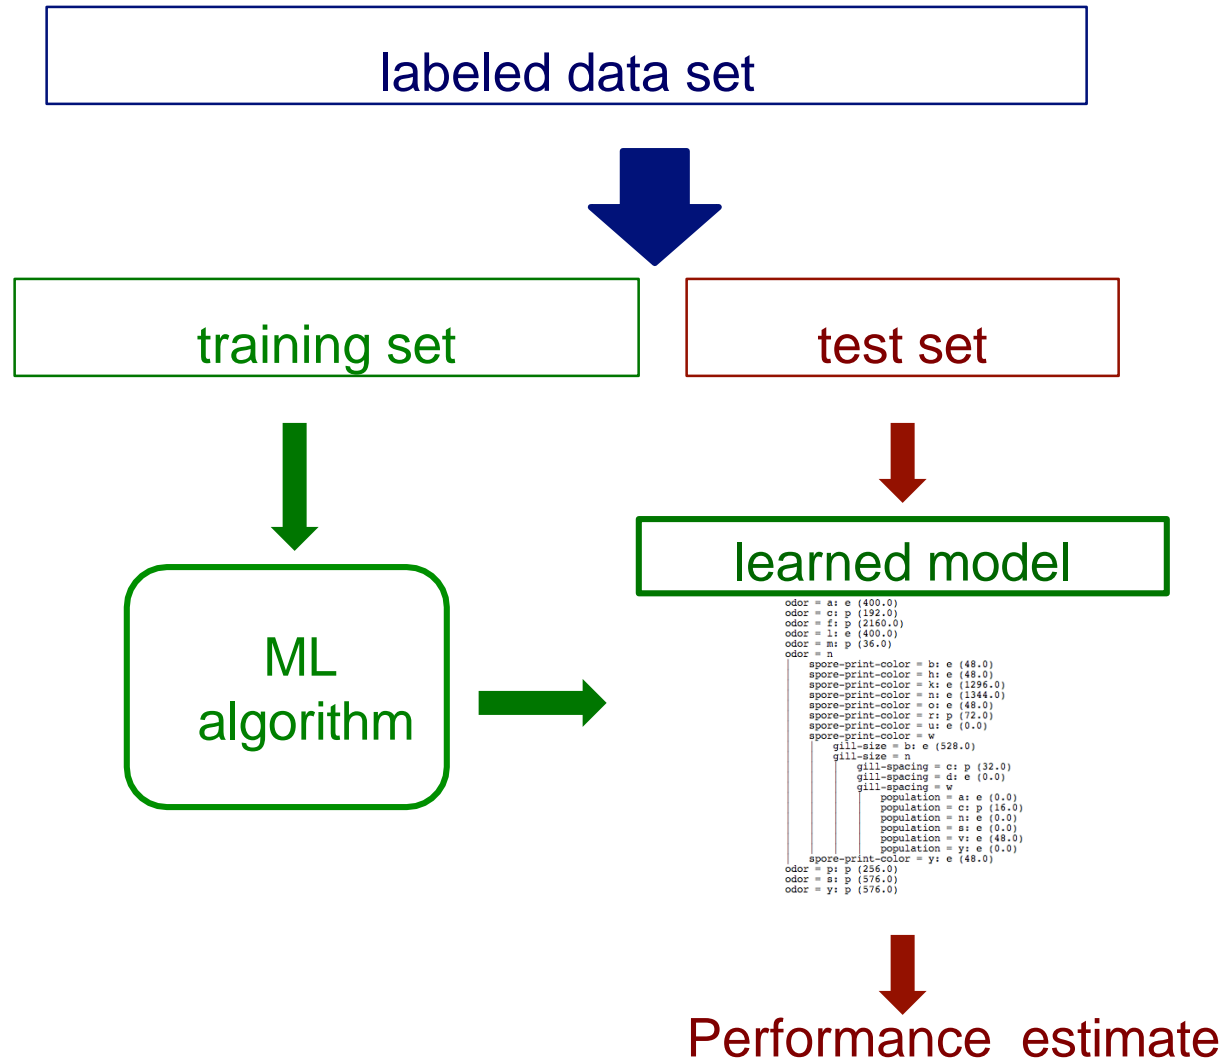 labeled data set
training set
test set
ML
algorithm
learned model
odor = a: e (400.0)
odor = c: p (192.0)
odor = f: p (2160.0)
odor = l: e (400.0)
odor = m: p (36.0)
odor = n
| spore-print-color = b: e (48.0)
| spore-print-color = h: e (48.0)
| spore-print-color = k: e (1296.0)
| spore-print-color = n: e (1344.0)
| spore-print-color = o: e (48.0)
| spore-print-color = r: p (72.0)
| spore-print-color = u: e (0.0)
| spore-print-color = w
| | gill-size = b: e (528.0)
| | gill-size = n
| | | gill-spacing = c: p (32.0)
| | | gill-spacing = d: e (0.0)
| | | gill-spacing = w
| | | | population = a: e (0.0)
| | | | population = c: p (16.0)
| | | | population = n: e (0.0)
| | | | population = s: e (0.0)
| | | | population = v: e (48.0)
| | | | population = y: e (0.0)
| spore-print-color = y: e (48.0)
odor = p: p (256.0)
odor = s: p (576.0)
odor = y: p (576.0)
Performance estimate